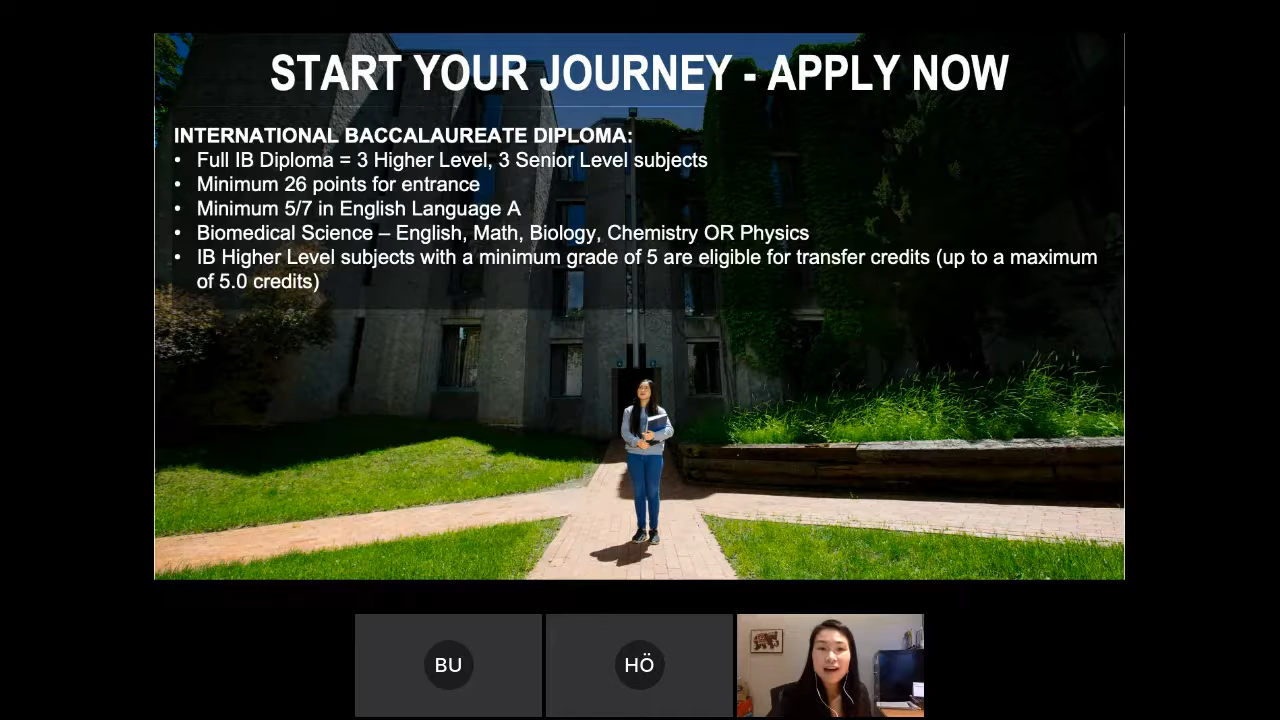 START YOUR JOURNEY - APPLY NOW
INTERNATIONAL BACCALAUREATE DIPLOMA:
• Full IB Diploma = 3 Higher Level, 3 Senior Level subjects
• Minimum 26 points for entrance
• Minimum 5/7 in English Language A
• Biomedical Science – English, Math, Biology, Chemistry OR Physics
• IB Higher Level subjects with a minimum grade of 5 are eligible for transfer credits (up to a maximum
of 5.0 credits)
BU
HÖ